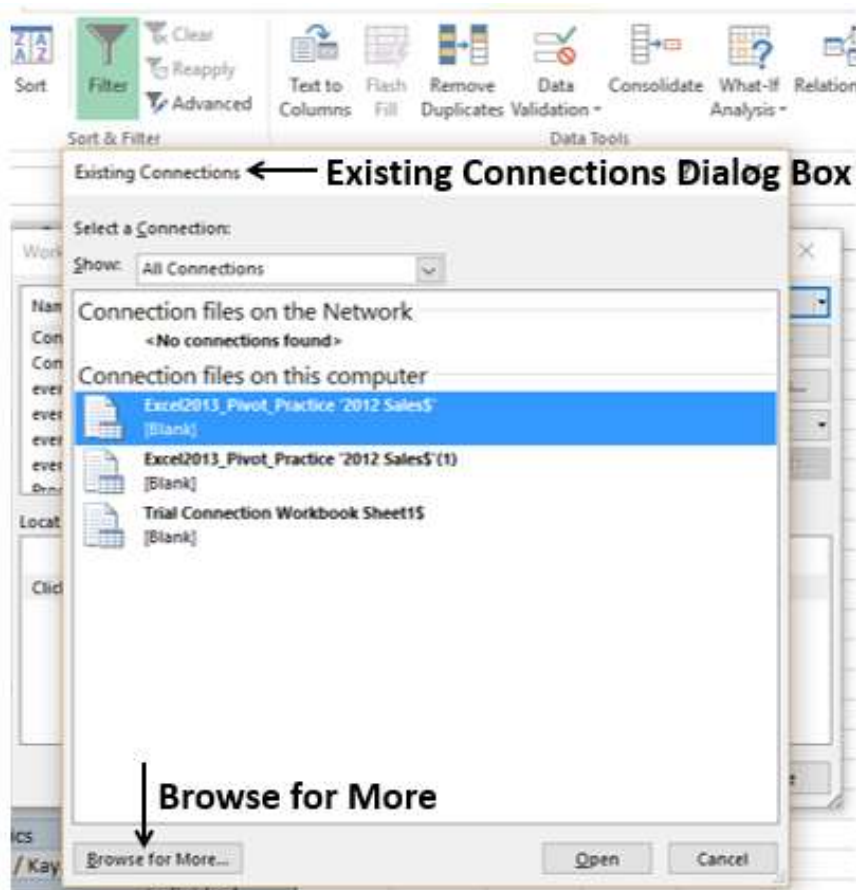 Clear
Reapply
Sort Filter Advanced Text to Columns Flash Fill Remove Duplicates Data Validation Consolidate What-If Analysis
Sort & Filter Data Tools
Existing Connections Existing Connections Dialog Box
Select a Connection:
Show: All Connections
Connection files on the Network
<No connections found>
Connection files on this computer
Excel2013_Pivot_Practice '2012 Sales$'
[Blank]
Excel2013_Pivot_Practice '2012 Sales$'(1)
[Blank]
Trial Connection Workbook Sheet1$
[Blank]
Browse for More
Browse for More... Open Cancel